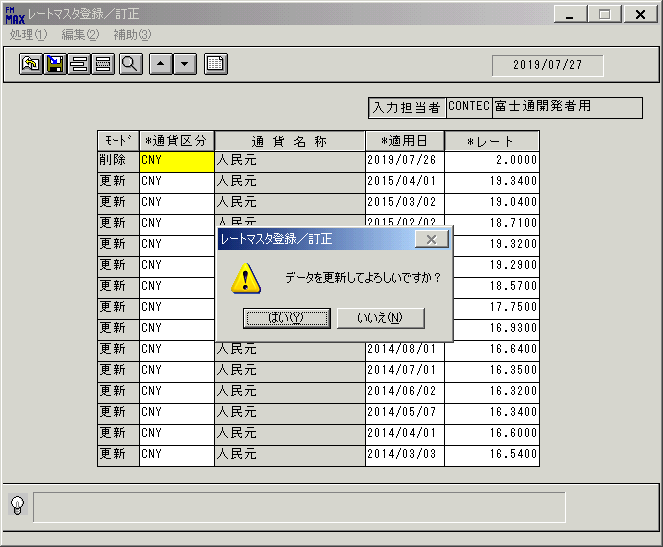 FM MAX レートマスタ登録／訂正
処理(1) 編集(2) 補助(3)
2019/07/27
入力担当者 CONTEC 富士通開発者用
ﾓｰﾄﾞ *通貨区分 通 貨 名 称 *適用日 *レート
削除 CNY 人民元 2019/07/26 2.0000
更新 CNY 人民元 2015/04/01 19.3400
更新 CNY 人民元 2015/03/02 19.0400
更新 CNY 人民元 2015/02/02 18.7100
更新 CNY 19.3200
更新 CNY 19.2900
更新 CNY 18.5700
更新 CNY 17.7500
更新 CNY 16.9300
更新 CNY 人民元 2014/08/01 16.6400
更新 CNY 人民元 2014/07/01 16.3500
更新 CNY 人民元 2014/06/02 16.3200
更新 CNY 人民元 2014/05/07 16.3400
更新 CNY 人民元 2014/04/01 16.6000
更新 CNY 人民元 2014/03/03 16.5400
レートマスタ登録／訂正
データを更新してよろしいですか？
はい(Y) いいえ(N)